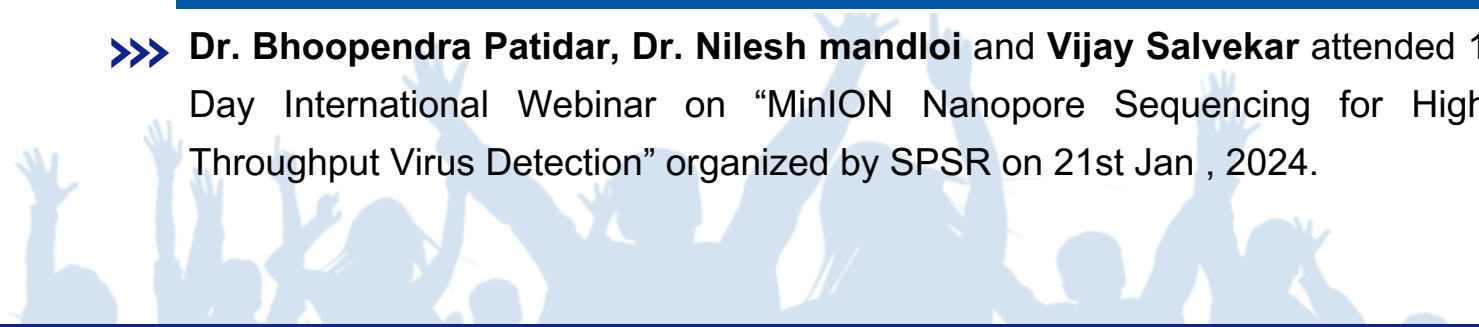 >>> Dr. Bhoopendra Patidar, Dr. Nilesh mandloi and Vijay Salvekar attended 1
Day International Webinar on “MinION Nanopore Sequencing for High
Throughput Virus Detection” organized by SPSR on 21st Jan , 2024.